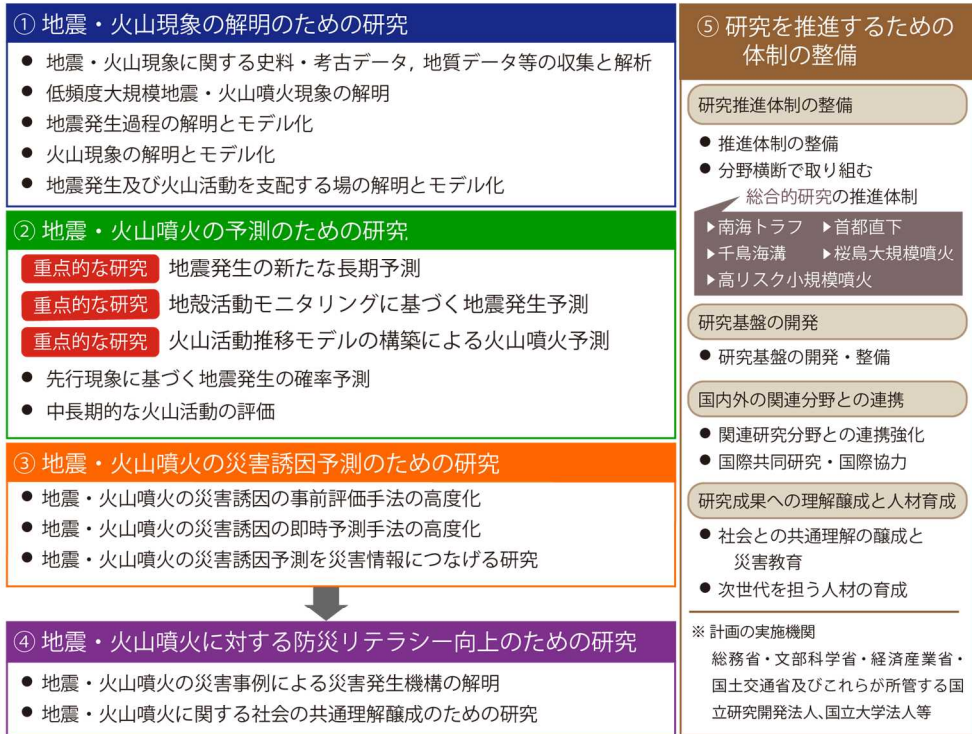 ① 地震・火山現象の解明のための研究
● 地震・火山現象に関する史料・考古データ, 地質データ等の収集と解析
● 低頻度大規模地震・火山噴火現象の解明
● 地震発生過程の解明とモデル化
● 火山現象の解明とモデル化
● 地震発生及び火山活動を支配する場の解明とモデル化
② 地震・火山噴火の予測のための研究
重点的な研究 地震発生の新たな長期予測
重点的な研究 地殻活動モニタリングに基づく地震発生予測
重点的な研究 火山活動推移モデルの構築による火山噴火予測
● 先行現象に基づく地震発生の確率予測
● 中長期的な火山活動の評価
③ 地震・火山噴火の災害誘因予測のための研究
● 地震・火山噴火の災害誘因の事前評価手法の高度化
● 地震・火山噴火の災害誘因の即時予測手法の高度化
● 地震・火山噴火の災害誘因予測を災害情報につなげる研究
④ 地震・火山噴火に対する防災リテラシー向上のための研究
● 地震・火山噴火の災害事例による災害発生機構の解明
● 地震・火山噴火に関する社会の共通理解醸成のための研究
⑤ 研究を推進するための
体制の整備
研究推進体制の整備
● 推進体制の整備
● 分野横断で取り組む
総合的研究の推進体制
▶南海トラフ ▶首都直下
▶千島海溝 ▶桜島大規模噴火
▶高リスク小規模噴火
研究基盤の開発
● 研究基盤の開発・整備
国内外の関連分野との連携
● 関連研究分野との連携強化
● 国際共同研究・国際協力
研究成果への理解醸成と人材育成
● 社会との共通理解の醸成と
災害教育
● 次世代を担う人材の育成
※ 計画の実施機関
総務省・文部科学省・経済産業省・
国土交通省及びこれらが所管する国
立研究開発法人、国立大学法人等